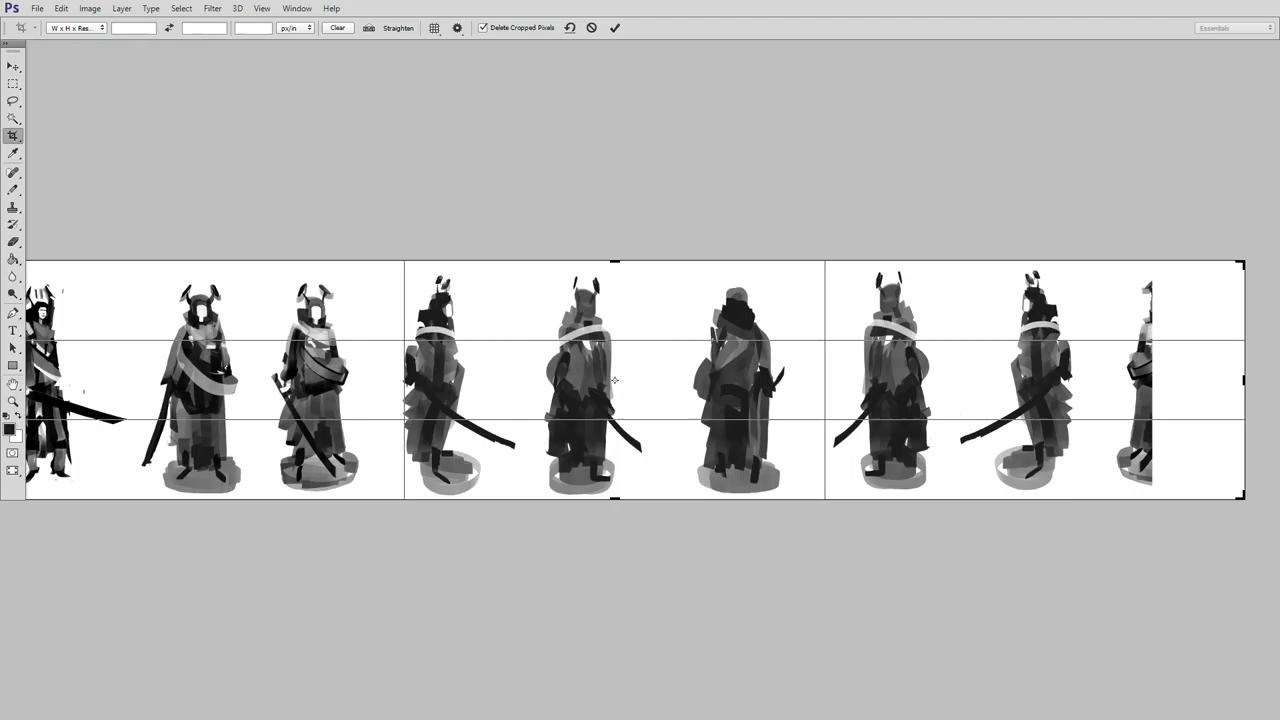 Ps File Edit Image Layer Type Select Filter 3D View Window Help
W x H x Res... px/in Clear Straighten Delete Cropped Pixels Essentials